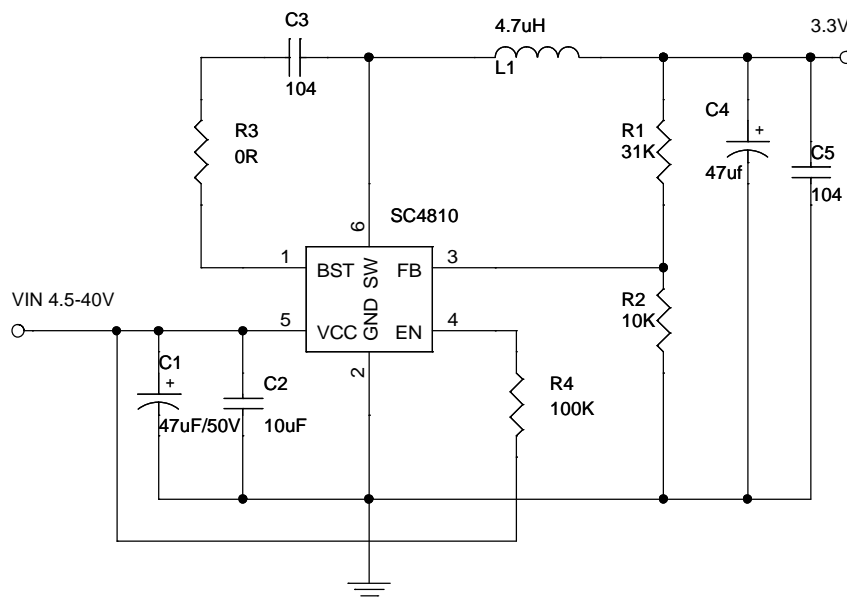 C3
104
4.7uH
L1
3.3V
R3
0R
R1
31K
C4
+
47uf
C5
104
SC4810
6
1
BST
SW
FB
3
VIN 4.5-40V
5
VCC
GND
EN
4
2
R2
10K
C1
+
47uF/50V
C2
10uF
R4
100K